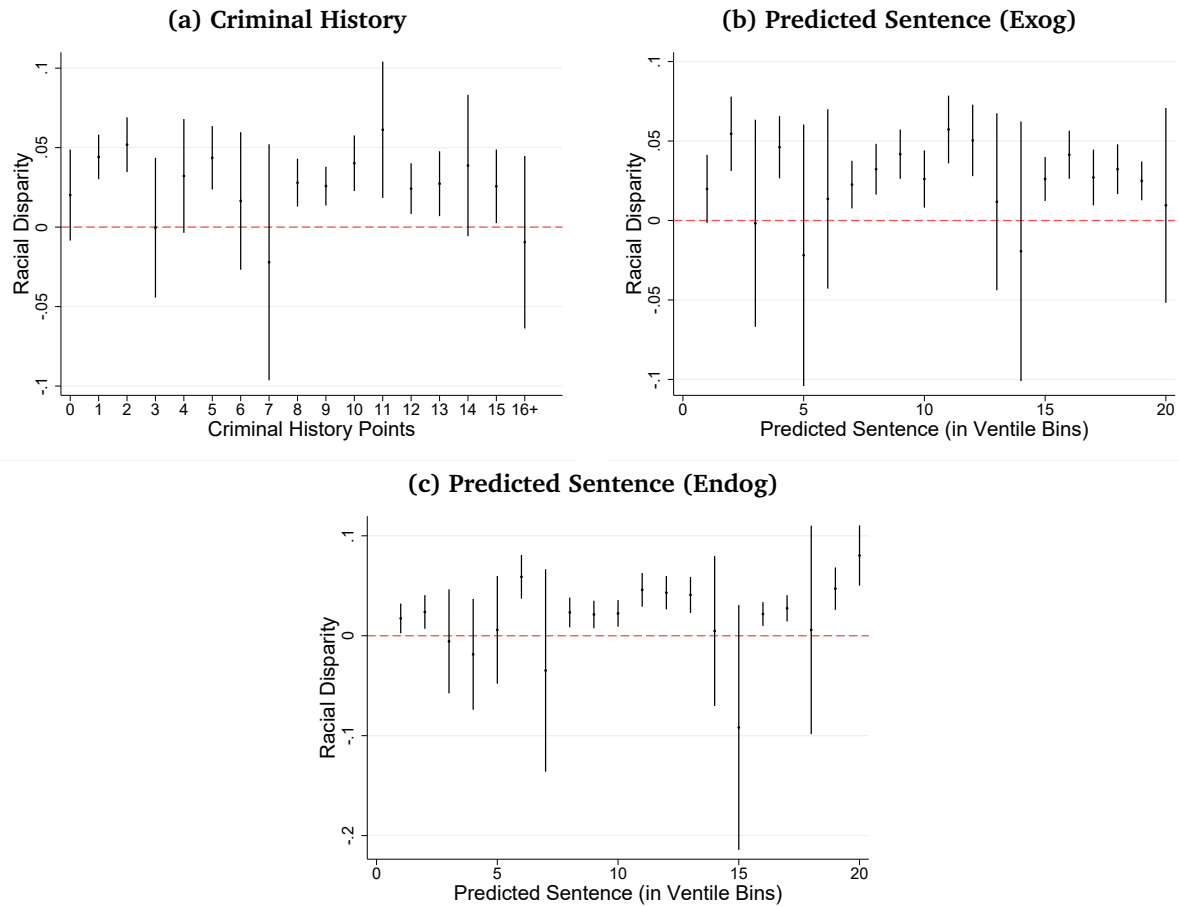 (a) Criminal History
.1
.05
0
-.05
-.1
Racial Disparity
0 1 2 3 4 5 6 7 8 9 10 11 12 13 14 15 16+
Criminal History Points
(b) Predicted Sentence (Exog)
.1
.05
0
-.05
-.1
Racial Disparity
0 5 10 15 20
Predicted Sentence (in Ventile Bins)
(c) Predicted Sentence (Endog)
.1
0
-.1
-.2
Racial Disparity
0 5 10 15 20
Predicted Sentence (in Ventile Bins)